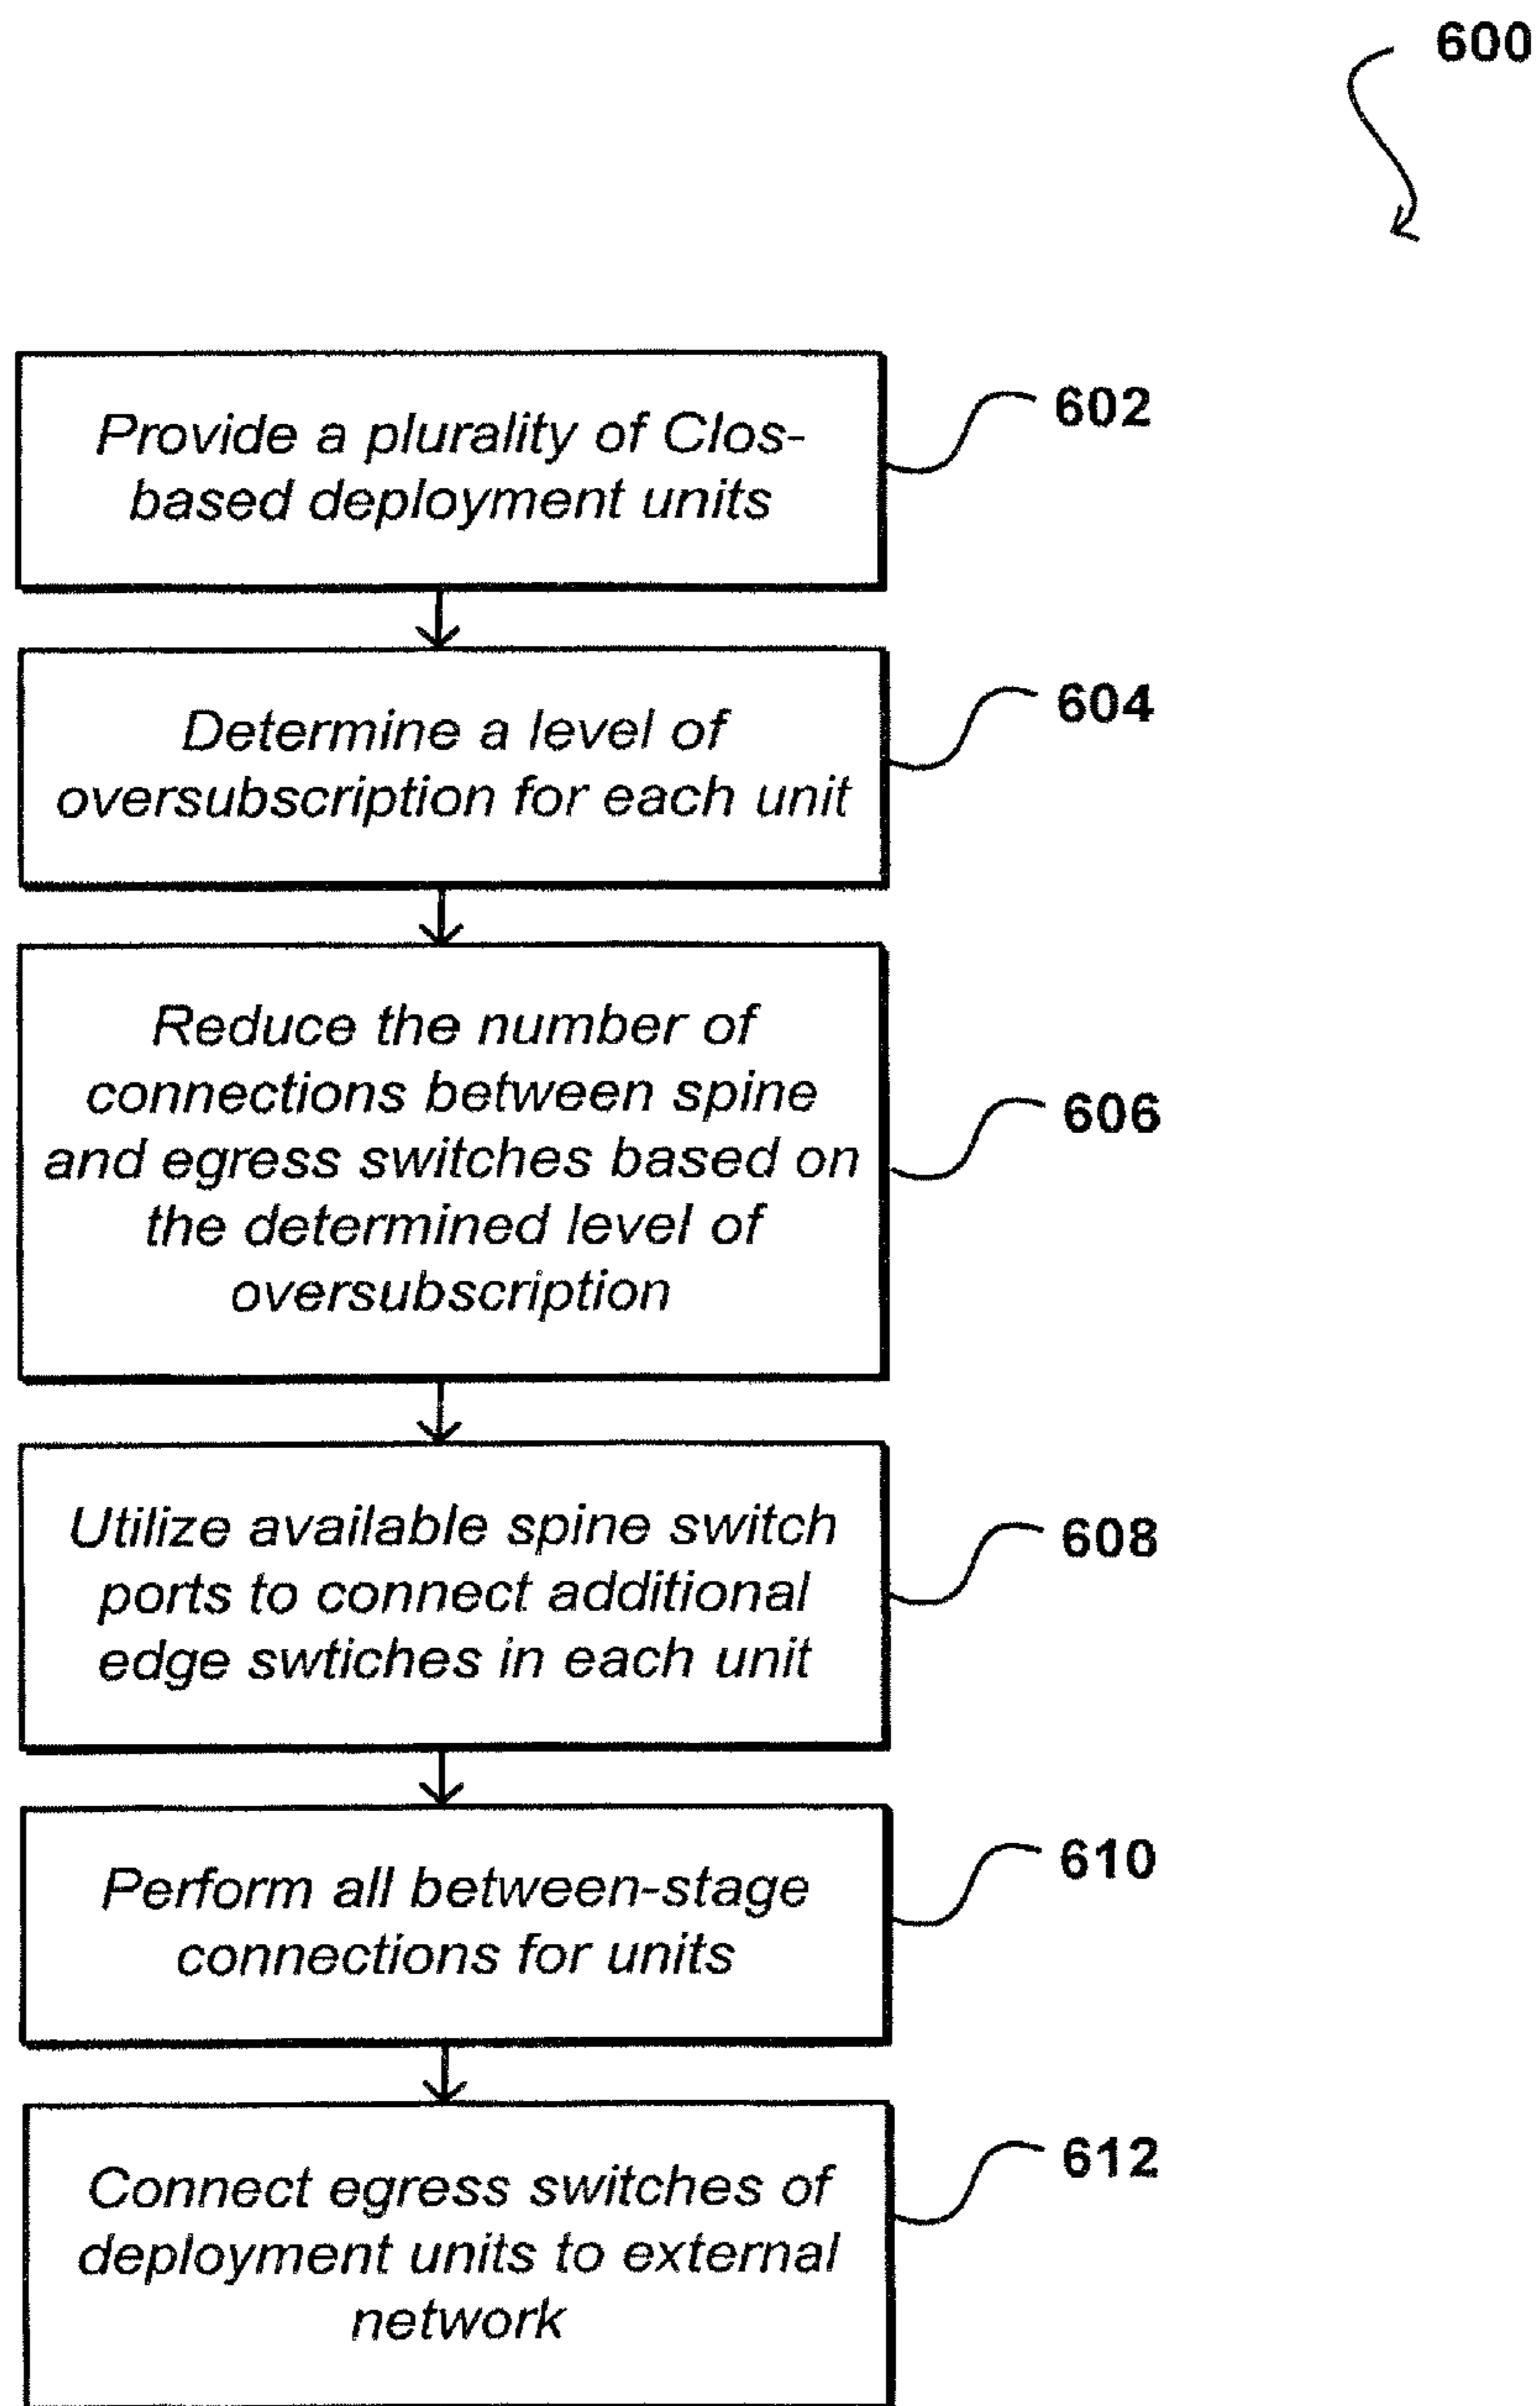 600
Provide a plurality of Clos-
based deployment units
602
Determine a level of
oversubscription for each unit
604
Reduce the number of
connections between spine
and egress switches based on
the determined level of
oversubscription
606
Utilize available spine switch
ports to connect additional
edge swtiches in each unit
608
Perform all between-stage
connections for units
610
Connect egress switches of
deployment units to external
network
612